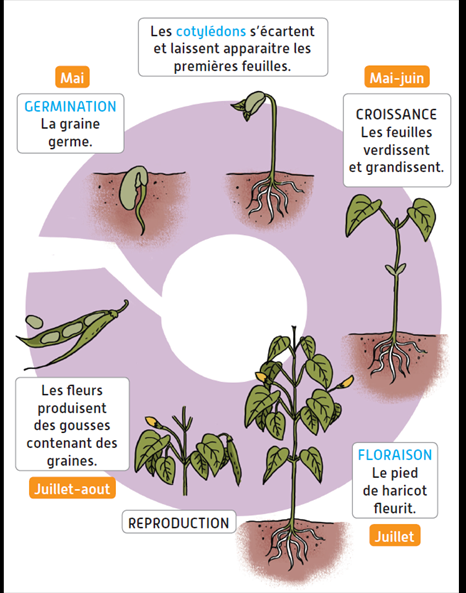 Les cotylédons s'écartent
et laissent apparaitre les
premières feuilles.
Mai
GERMINATION
La graine
germe.
Mai-juin
CROISSANCE
Les feuilles
verdissent
et grandissent.
FLORAISON
Le pied
de haricot
fleurit.
Juillet
REPRODUCTION
Les fleurs
produisent
des gousses
contenant des
graines.
Juillet-aout